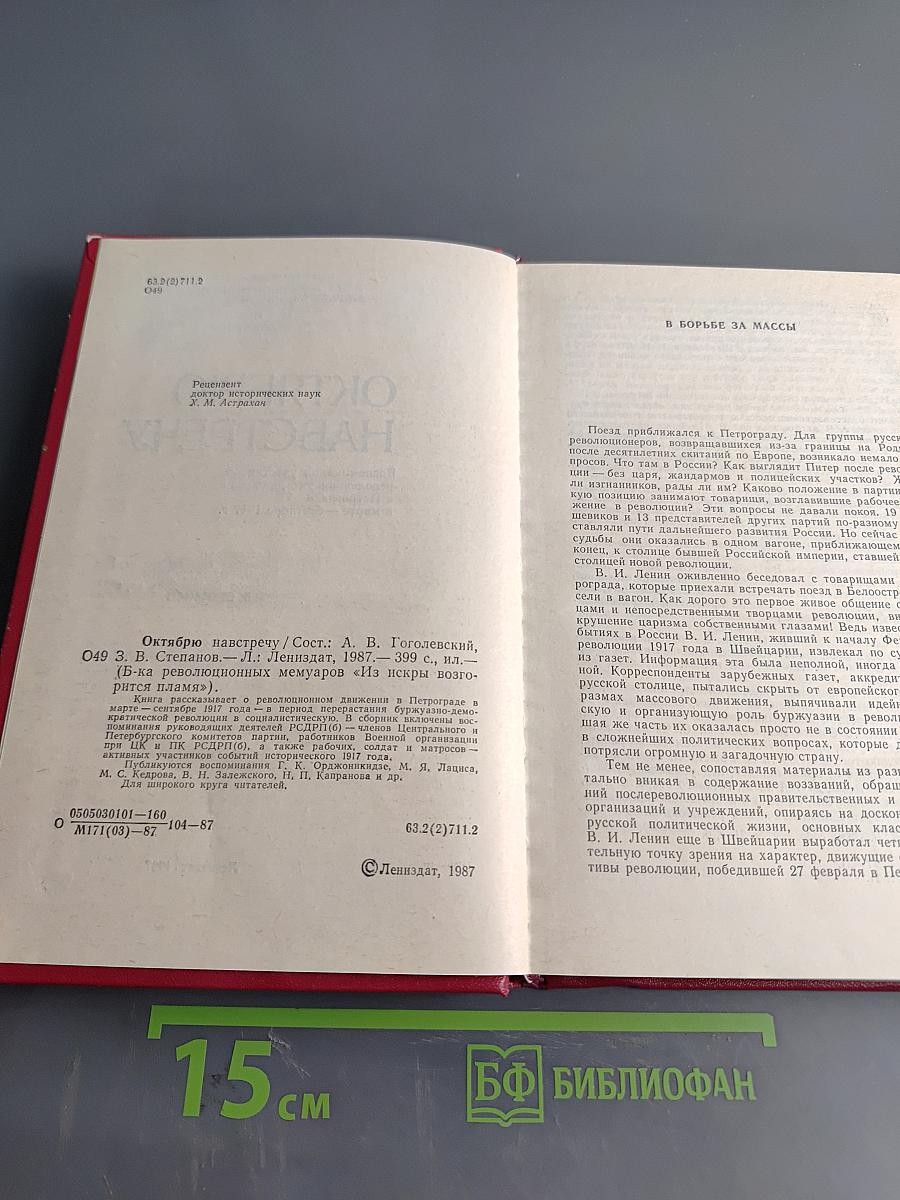 63.2(2)711.2
О49
Рецензент
доктор исторических наук
Х. М. Астрахан
Октябрю навстречу / Сост.: А. В. Гоголевский,
О49 З. В. Степанов.— Л.: Лениздат, 1987.— 399 с., ил.—
(Б-ка революционных мемуаров «Из искры возго-
рится пламя»).
Книга рассказывает о революционном движении в Петрограде в
марте — сентябре 1917 года — в период перерастания буржуазно-демо-
кратической революции в социалистическую. В сборник включены вос-
поминания руководящих деятелей РСДРП(б) — членов Центрального и
Петербургского комитетов партии, работников Военной организации
при ЦК и ПК РСДРП(б), а также рабочих, солдат и матросов —
активных участников событий исторического 1917 года.
Публикуются воспоминания Г. К. Орджоникидзе, М. Я. Лациса,
М. С. Кедрова, В. Н. Залежского, Н. П. Капранова и др.
Для широкого круга читателей.
О 0505030101—160
М171(03)—87 104—87
63.2(2)711.2
© Лениздат, 1987
В БОРЬБЕ ЗА МАССЫ
Поезд приближался к Петрограду. Для группы русск
революционеров, возвращавшихся из-за границы на Род
после десятилетних скитаний по Европе, возникало немало
просов. Что там в России? Как выглядит Питер после рево
ции — без царя, жандармов и полицейских участков? Ж
ли изгнанников, рады ли им? Каково положение в партии
кую позицию занимают товарищи, возглавившие рабочее
жение в революции? Эти вопросы не давали покоя. 19
шевиков и 13 представителей других партий по-разному
ставляли пути дальнейшего развития России. Но сейчас
судьбы они оказались в одном вагоне, приближающем
конец, к столице бывшей Российской империи, ставшей
столицей новой революции.
В. И. Ленин оживленно беседовал с товарищами
рограда, которые приехали встречать поезд в Белоостр
сели в вагон. Как дорого это первое живое общение с
цами и непосредственными творцами революции, ви
крушение царизма собственными глазами! Ведь извес
бытиях в России В. И. Ленин, живший к началу Фе
революции 1917 года в Швейцарии, извлекал по су
из газет. Информация эта была неполной, иногда
ной. Корреспонденты зарубежных газет, аккреди
русской столице, пытались скрыть от европейског
размах массового движения, выпячивали идейн
скую и организующую роль буржуазии в револ
шая же часть их оказалась просто не в состоянии
в сложнейших политических вопросах, которые д
потрясли огромную и загадочную страну.
Тем не менее, сопоставляя материалы из разн
тально вникая в содержание воззваний, обращ
ний послереволюционных правительственных и
организаций и учреждений, опираясь на доскон
русской политической жизни, основных клас
В. И. Ленин еще в Швейцарии выработал четк
тельную точку зрения на характер, движущие с
тивы революции, победившей 27 февраля в Пе
15 см
БФ БИБЛИОФАН